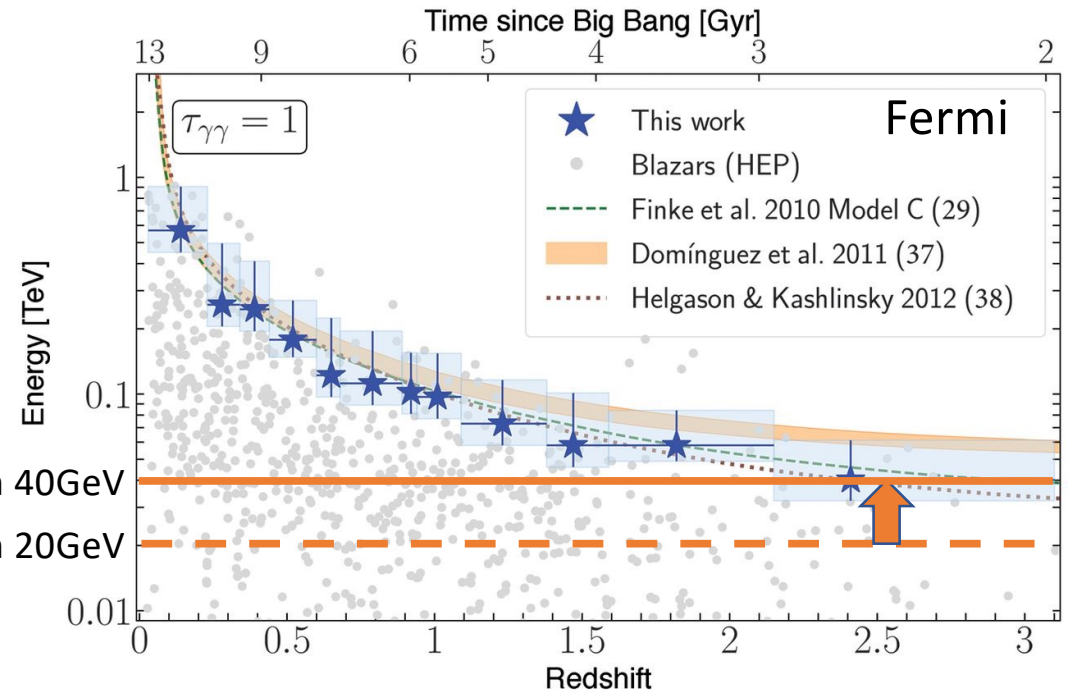 Time since Big Bang [Gyr]
13 9 6 5 4 3 2
τγγ = 1
Fermi
This work
Blazars (HEP)
Finke et al. 2010 Model C (29)
Domínguez et al. 2011 (37)
Helgason & Kashlinsky 2012 (38)
Energy [TeV]
1
0.1
40GeV
20GeV
0.01
0 0.5 1 1.5 2 2.5 3
Redshift